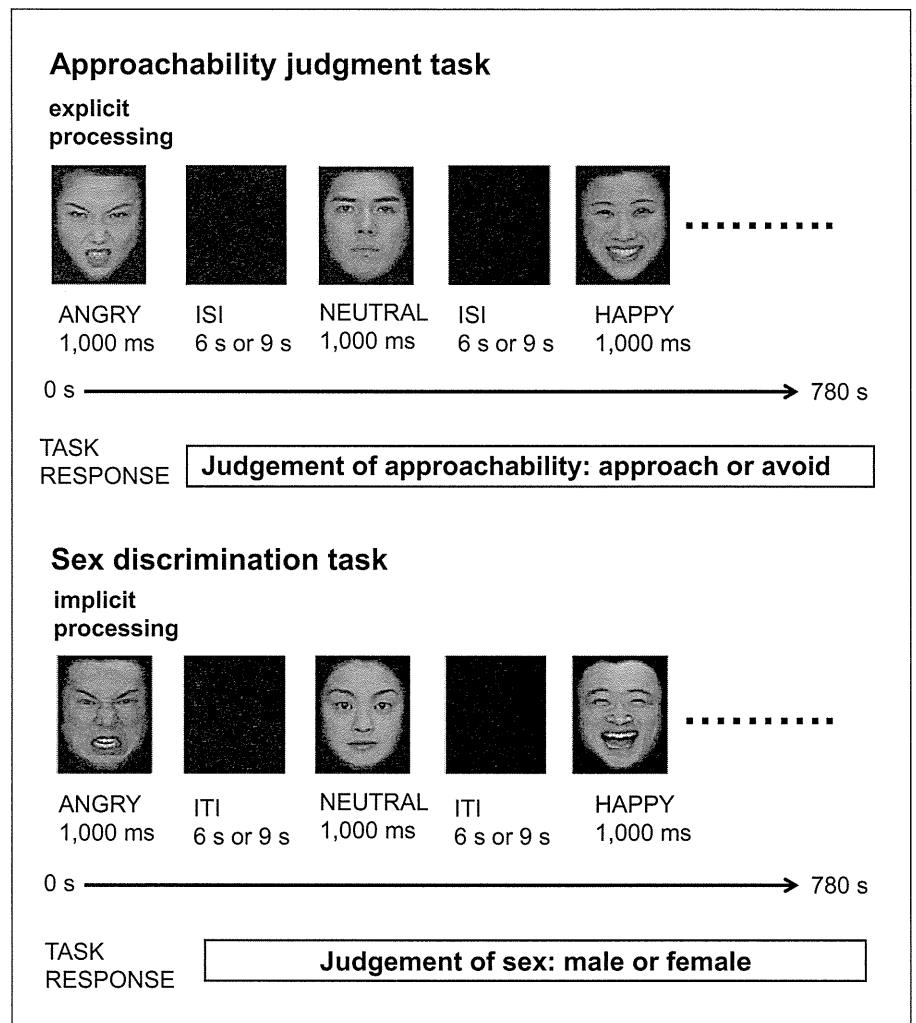 Approachability judgment task
explicit
processing
ANGRY
1,000 ms
ISI
6 s or 9 s
NEUTRAL
1,000 ms
ISI
6 s or 9 s
HAPPY
1,000 ms
0 s
780 s
TASK
RESPONSE
Judgement of approachability: approach or avoid
Sex discrimination task
implicit
processing
ANGRY
1,000 ms
ITI
6 s or 9 s
NEUTRAL
1,000 ms
ITI
6 s or 9 s
HAPPY
1,000 ms
0 s
780 s
TASK
RESPONSE
Judgement of sex: male or female